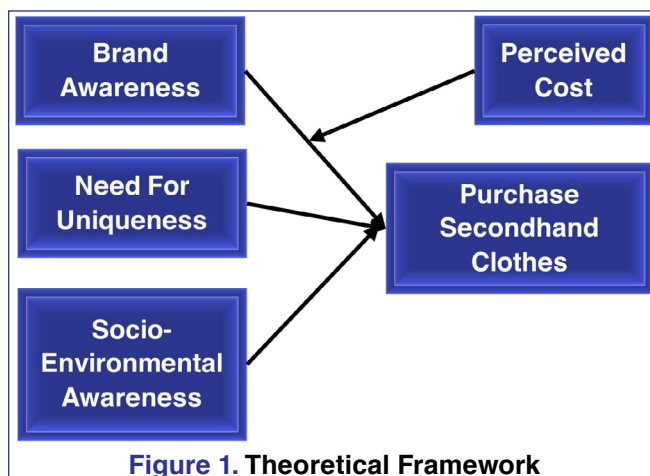 Brand
Awareness
Perceived
Cost
Need For
Uniqueness
Purchase
Secondhand
Clothes
Socio-
Environmental
Awareness
Figure 1. Theoretical Framework